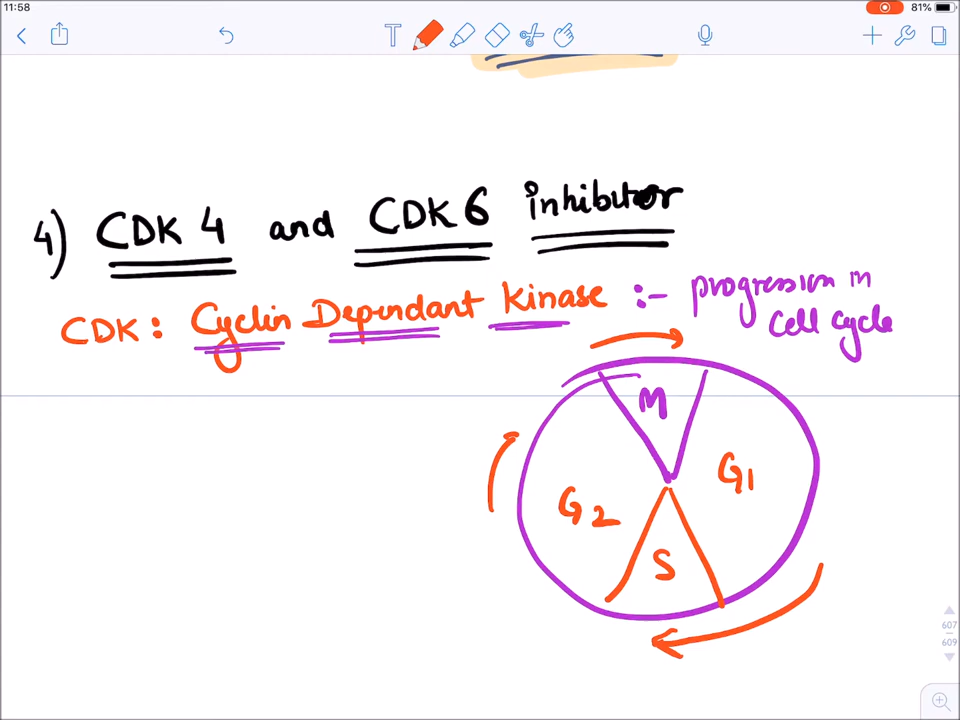 11:58
81%
T
4) CDK 4 and CDK 6 inhibitor
CDK: Cyclin Dependant Kinase :- progression in
cell cycle
M
G1
G2
S
607
609